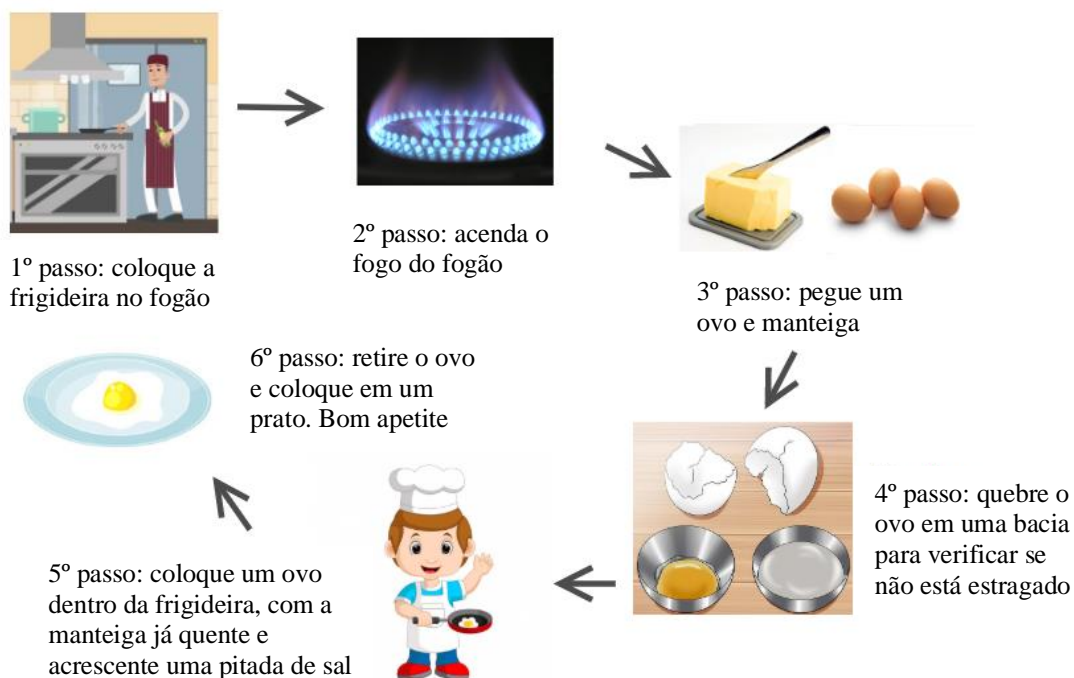 1º passo: coloque a
frigideira no fogão
2º passo: acenda o
fogo do fogão
3º passo: pegue um
ovo e manteiga
4º passo: quebre o
ovo em uma bacia
para verificar se
não está estragado
5º passo: coloque um ovo
dentro da frigideira, com a
manteiga já quente e
acrescente uma pitada de sal
6º passo: retire o ovo
e coloque em um
prato. Bom apetite